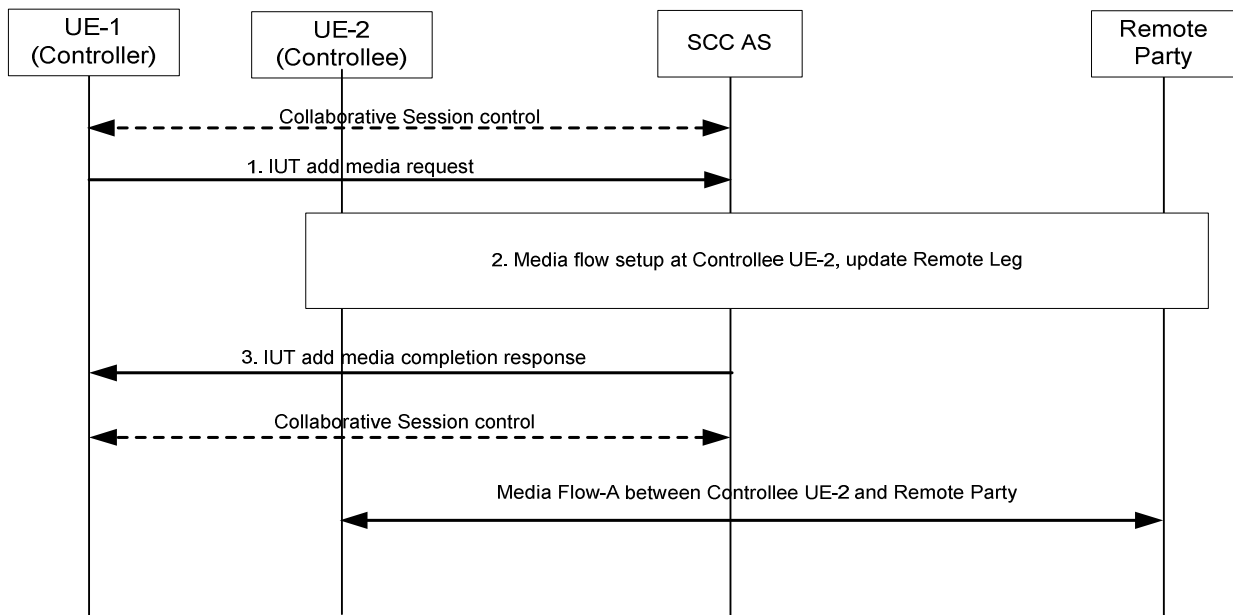 UE-1
(Controller)
UE-2
(Controllee)
SCC AS
Remote
Party
Collaborative Session control
1. IUT add media request
2. Media flow setup at Controllee UE-2, update Remote Leg
3. IUT add media completion response
Collaborative Session control
Media Flow-A between Controllee UE-2 and Remote Party